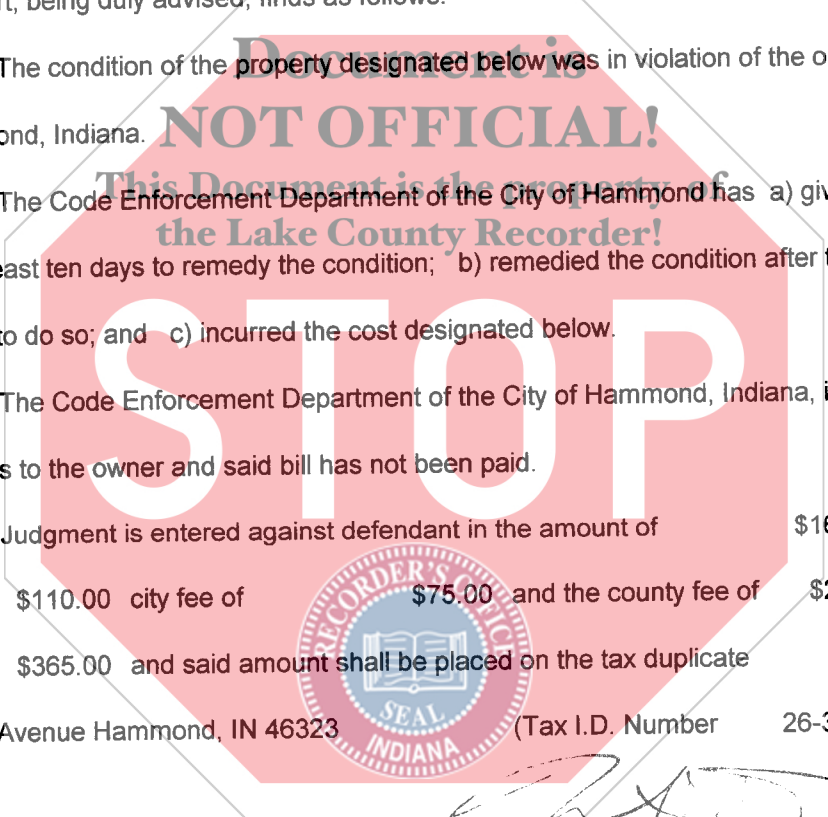 t, being duly advised, finds as follows:
The condition of the property designated below was in violation of the o
ond, Indiana.
The Code Enforcement Department of the City of Hammond has a) giv
east ten days to remedy the condition; b) remedied the condition after t
to do so; and c) incurred the cost designated below.
The Code Enforcement Department of the City of Hammond, Indiana, i
s to the owner and said bill has not been paid.
Judgment is entered against defendant in the amount of $16
$110.00 city fee of $75.00 and the county fee of $2
$365.00 and said amount shall be placed on the tax duplicate
Avenue Hammond, IN 46323 (Tax I.D. Number 26-3
Document is
NOT OFFICIAL!
This Document is the property of
the Lake County Recorder!
STOP
RECORDER'S OFFICE
SEAL
INDIANA